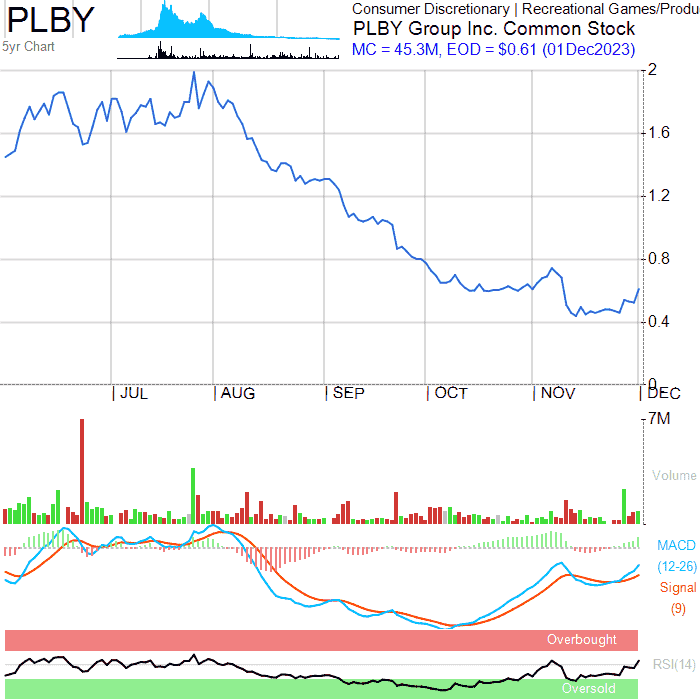 PLBY
5yr Chart
Consumer Discretionary | Recreational Games/Produ
PLBY Group Inc. Common Stock
MC = 45.3M, EOD = $0.61 (01Dec2023)
2
1.6
1.2
0.8
0.4
0
JUL AUG SEP OCT NOV DEC
7M
Volume
MACD
(12-26)
Signal
(9)
Overbought
RSI(14)
Oversold